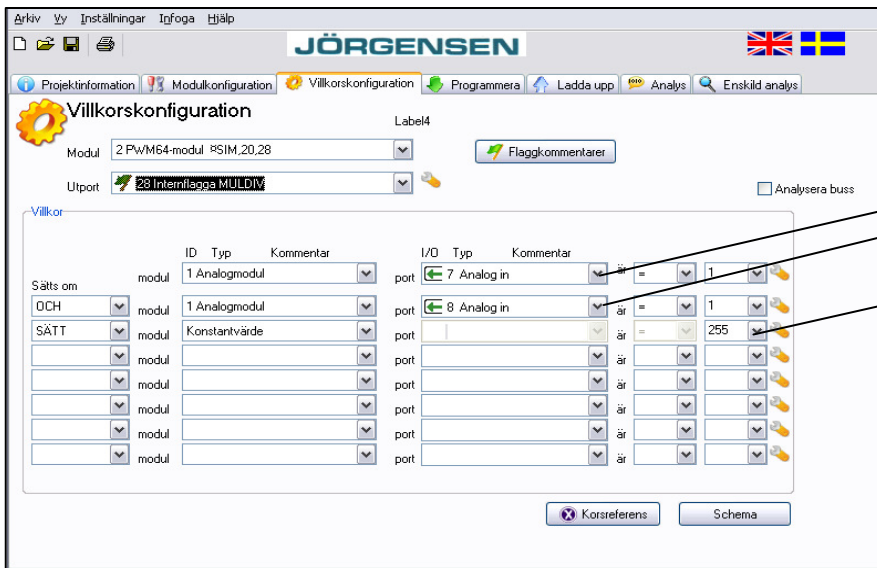 Arkiv Vy Inställningar Infoga Hjälp
JÖRGENSEN
Projektinformation Modulkonfiguration Villkorskonfiguration Programmera Ladda upp Analys Enskild analys
Villkorskonfiguration
Label4
Modul 2 PWM64-modul ¤SIM,20,28 Flaggkommentarer
Utport 28 Internflagga MULDIV Analysera buss
Villkor
ID Typ Kommentar I/O Typ Kommentar
Sätts om
modul 1 Analogmodul port 7 Analog in är = 1
OCH modul 1 Analogmodul port 8 Analog in är = 1
SÄTT modul Konstantvärde port är = 255
modul port är
modul port är
modul port är
modul port är
modul port är
Korsreferens Schema